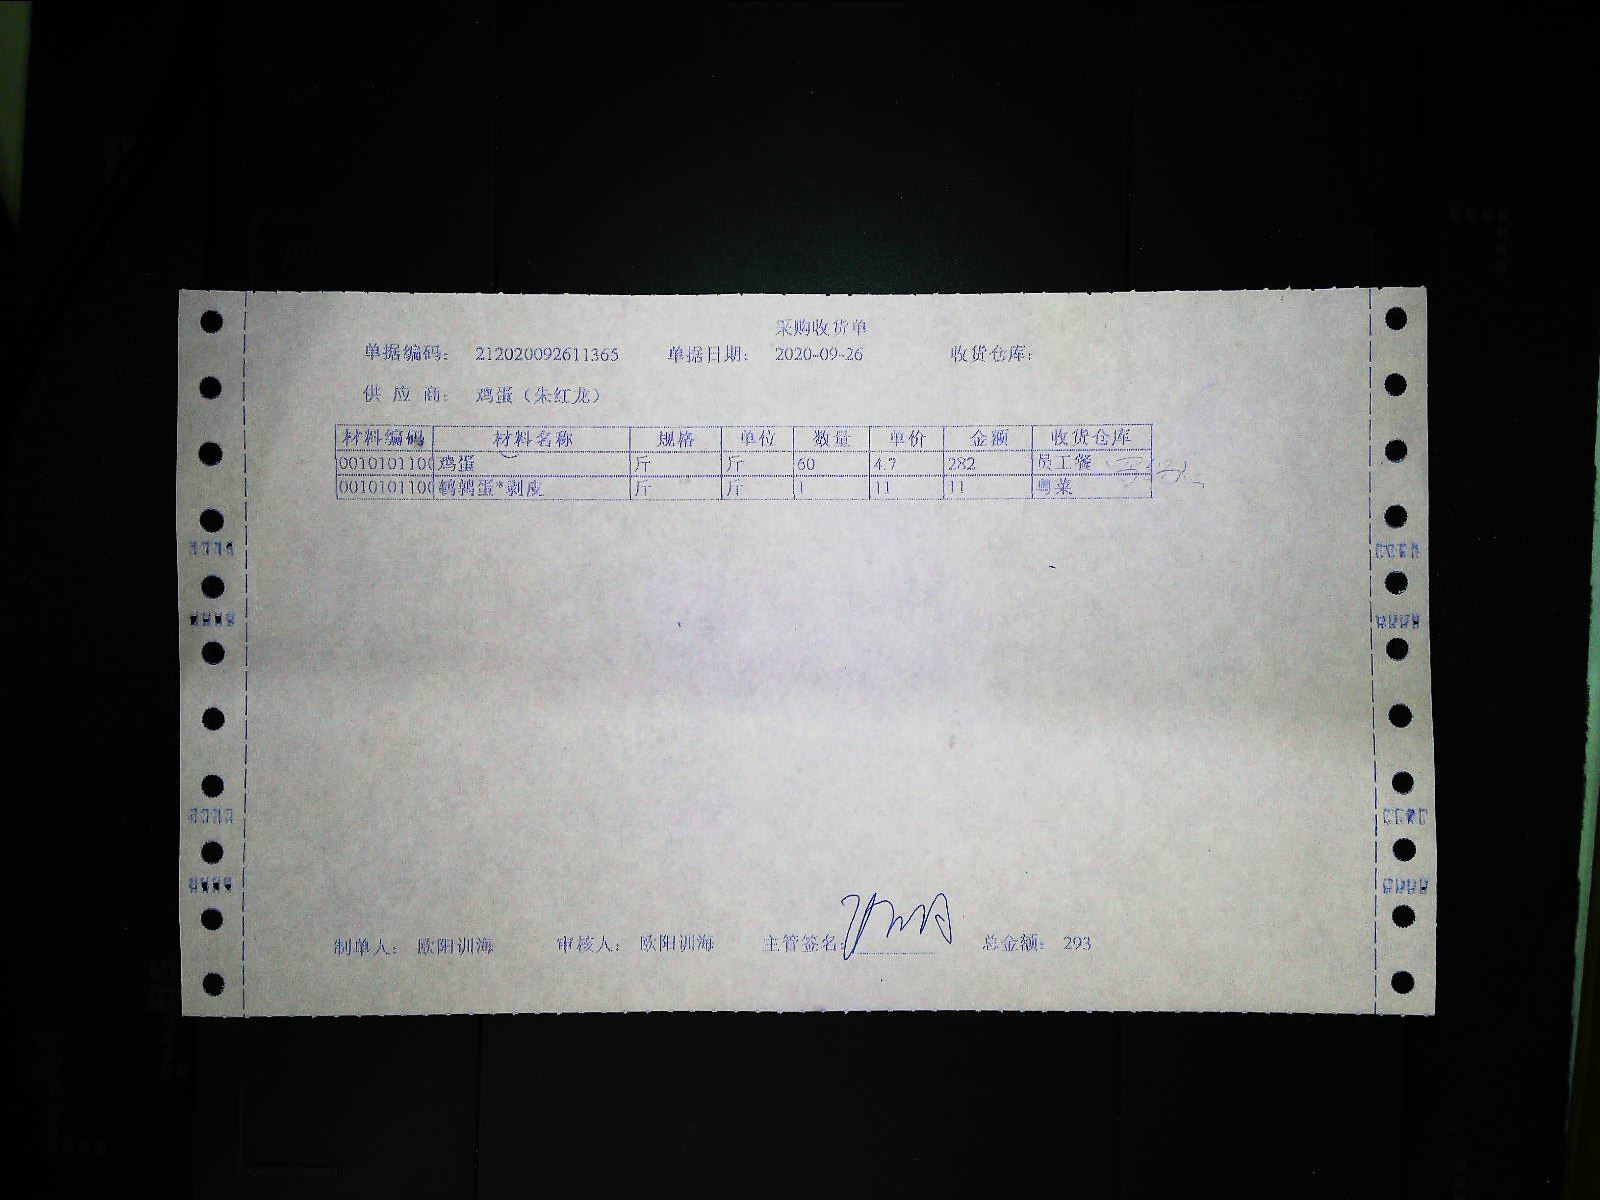 采购收货单
单据编码: 212020092611365 单据日期: 2020-09-26 收货仓库:
供应商: 鸡蛋（朱红龙）
材料编码 材料名称 规格 单位 数量 单价 金额 收货仓库
0010101100 鸡蛋 斤 斤 60 4.7 282 员工餐
0010101100 鹌鹑蛋*剥皮 斤 斤 1 11 11 粤菜
制单人: 欧阳训海 审核人: 欧阳训海 主管签名: 总金额: 293